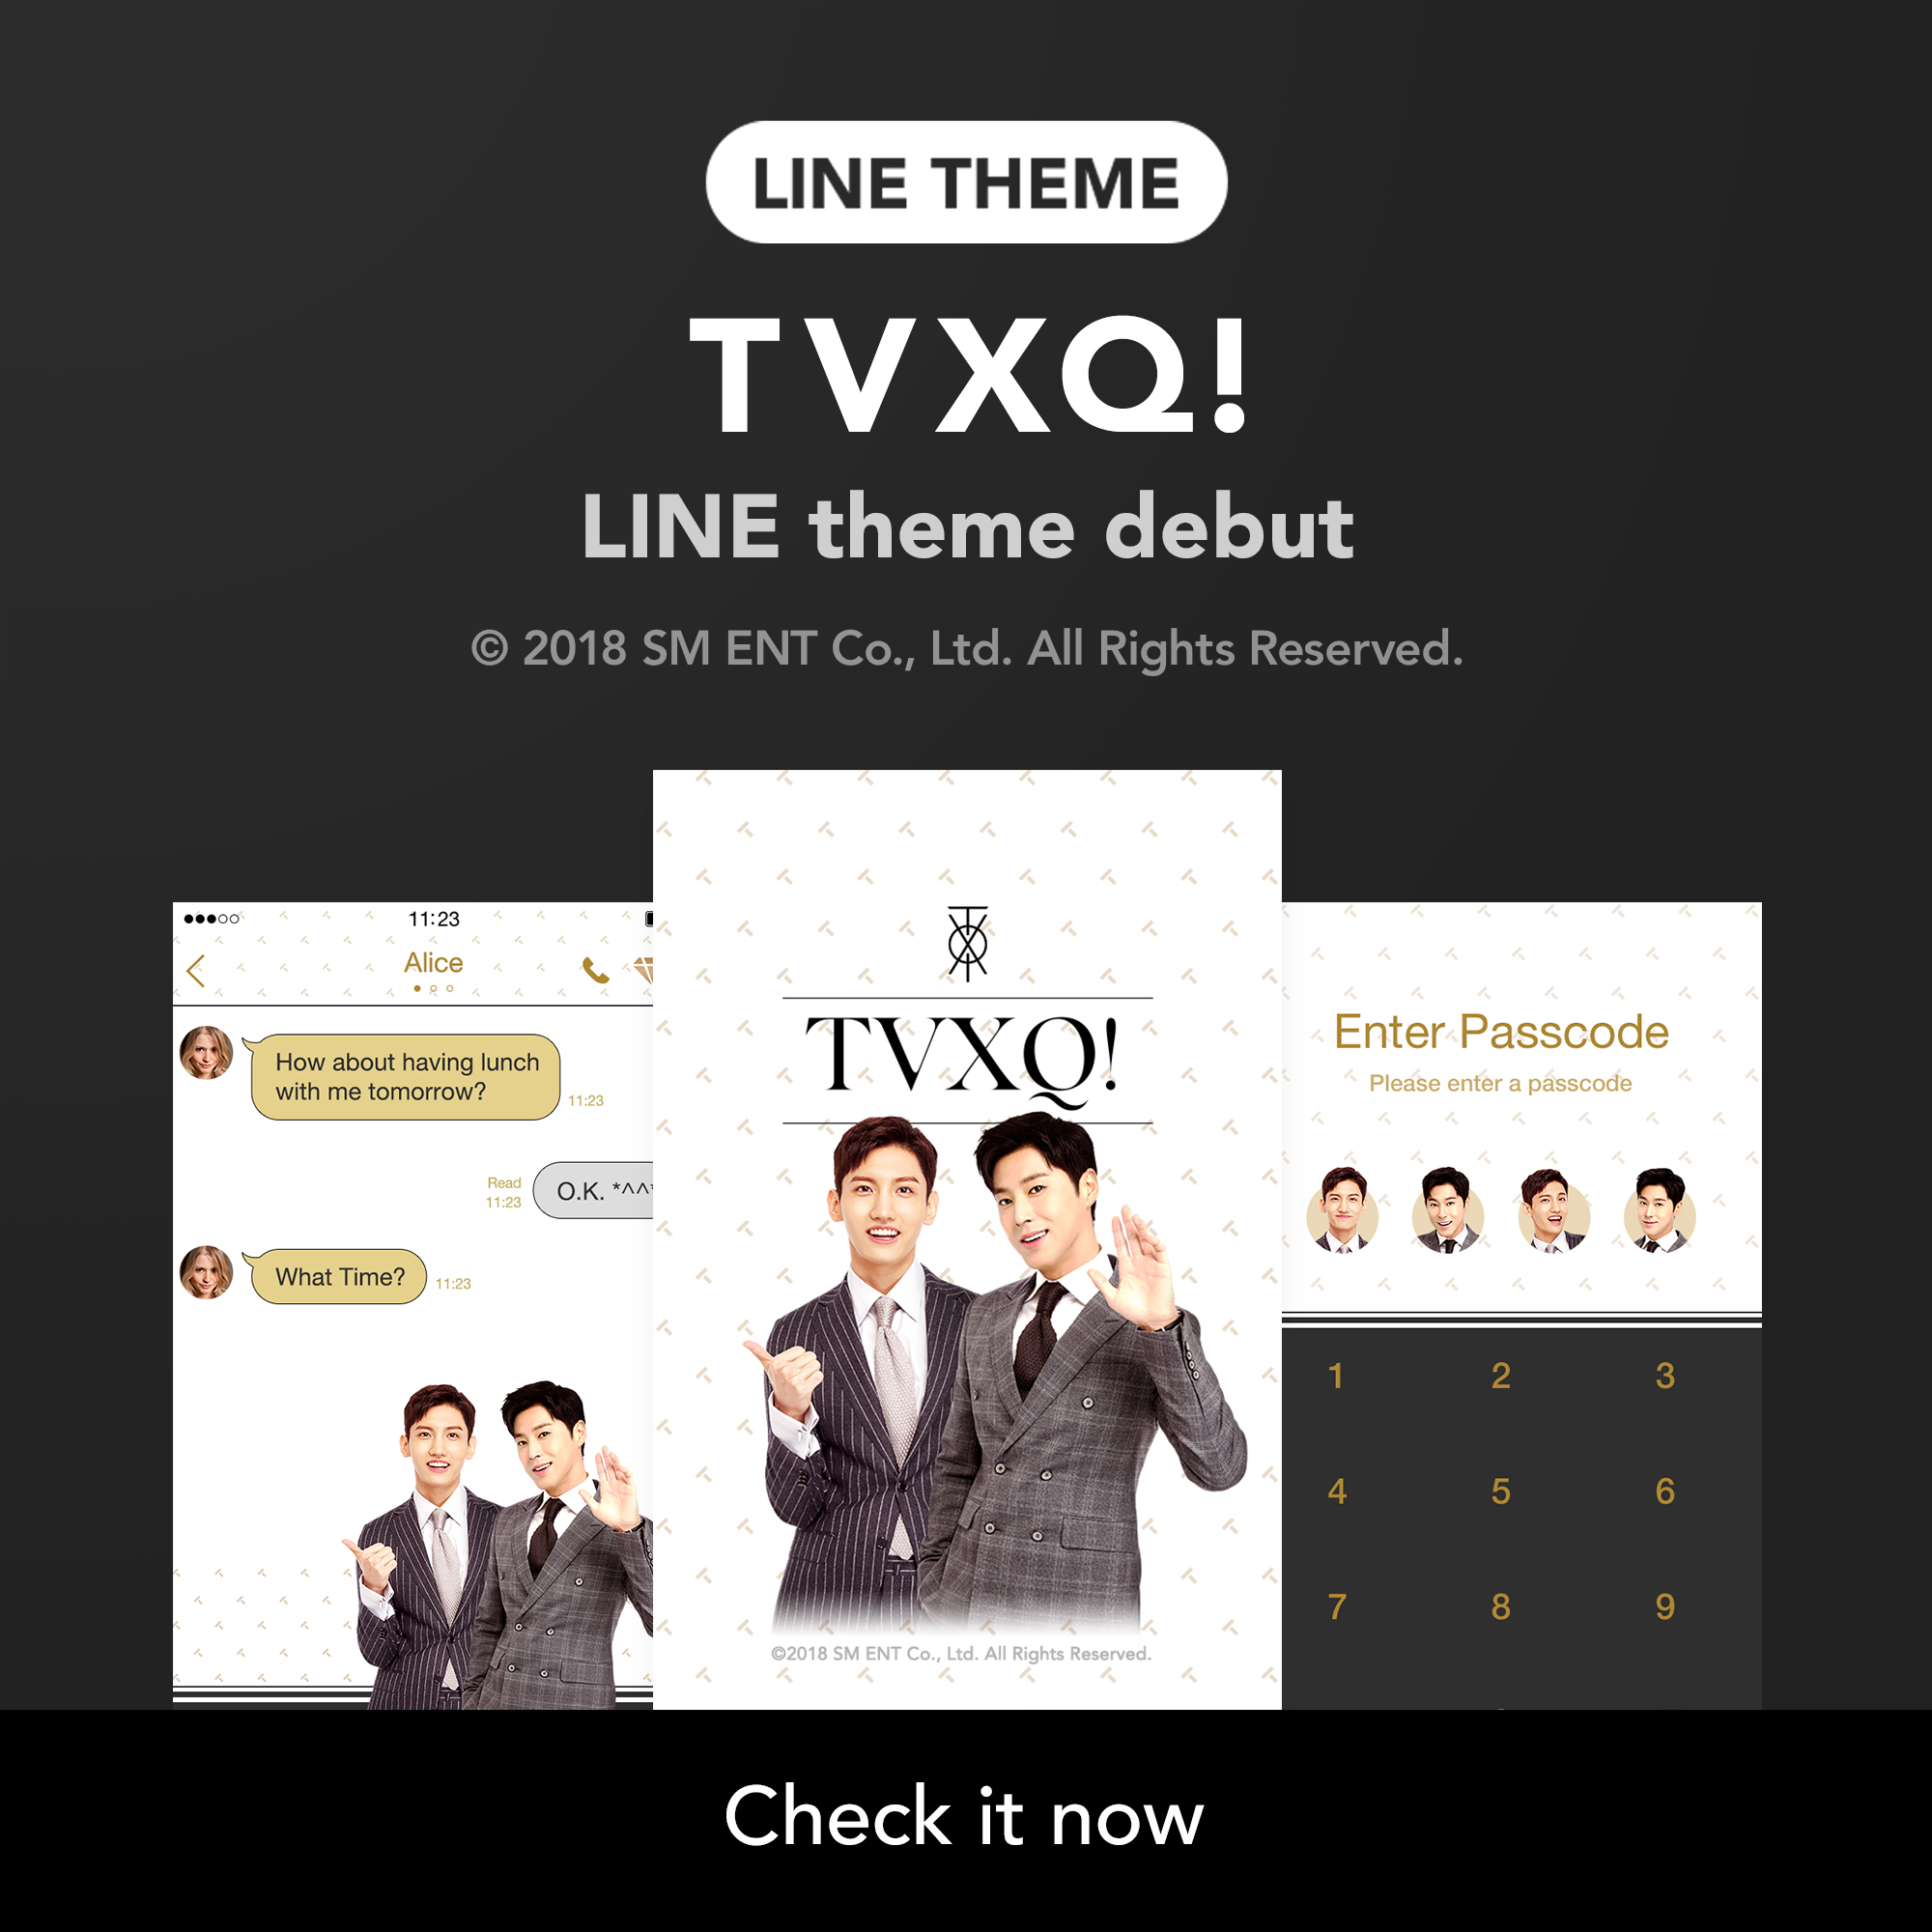 LINE THEME
TVXQ!
LINE theme debut
© 2018 SM ENT Co., Ltd. All Rights Reserved.
11:23
Alice
How about having lunch
with me tomorrow?
11:23
Read
11:23
O.K. *^^*
What Time?
11:23
TVXQ!
©2018 SM ENT Co., Ltd. All Rights Reserved.
Enter Passcode
Please enter a passcode
1 2 3
4 5 6
7 8 9
Check it now